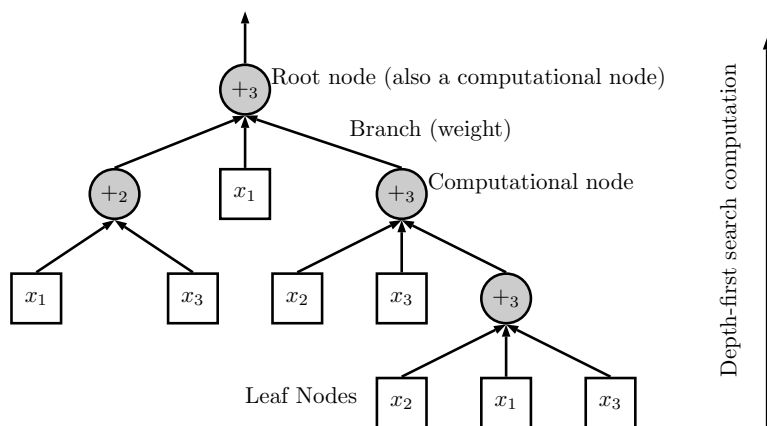 +₃
Root node (also a computational node)
Branch (weight)
+₂
x₁
+₃
Computational node
x₁
x₃
x₂
x₃
+₃
Leaf Nodes
x₂
x₁
x₃
Depth-first search computation